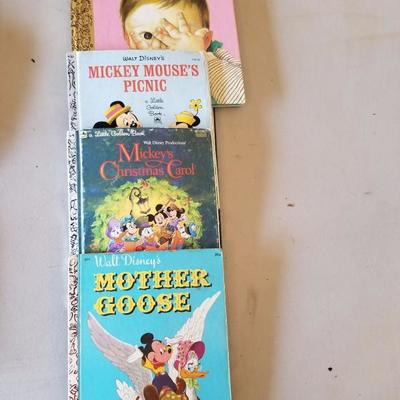 WALT DISNEY'S
MICKEY MOUSE'S
PICNIC
a Little
Golden
Book
a Little Golden Book
Walt Disney Productions'
Mickey's
Christmas Carol
Walt Disney's
MOTHER
GOOSE